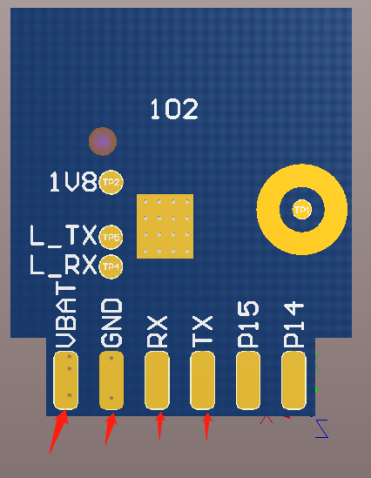 102
1V8 TP2
L_TX TP5
L_RX TP4
TP1
VBAT
GND
RX
TX
P15
P14
Z